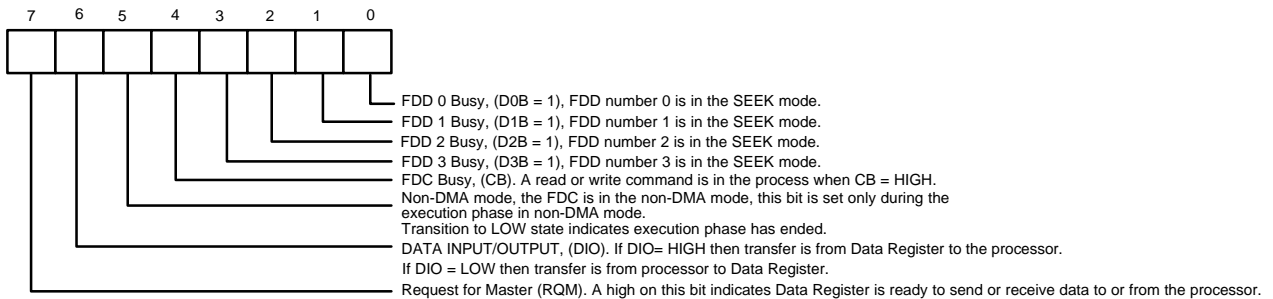 7 6 5 4 3 2 1 0
FDD 0 Busy, (D0B = 1), FDD number 0 is in the SEEK mode.
FDD 1 Busy, (D1B = 1), FDD number 1 is in the SEEK mode.
FDD 2 Busy, (D2B = 1), FDD number 2 is in the SEEK mode.
FDD 3 Busy, (D3B = 1), FDD number 3 is in the SEEK mode.
FDC Busy, (CB). A read or write command is in the process when CB = HIGH.
Non-DMA mode, the FDC is in the non-DMA mode, this bit is set only during the
execution phase in non-DMA mode.
Transition to LOW state indicates execution phase has ended.
DATA INPUT/OUTPUT, (DIO). If DIO= HIGH then transfer is from Data Register to the processor.
If DIO = LOW then transfer is from processor to Data Register.
Request for Master (RQM). A high on this bit indicates Data Register is ready to send or receive data to or from the processor.